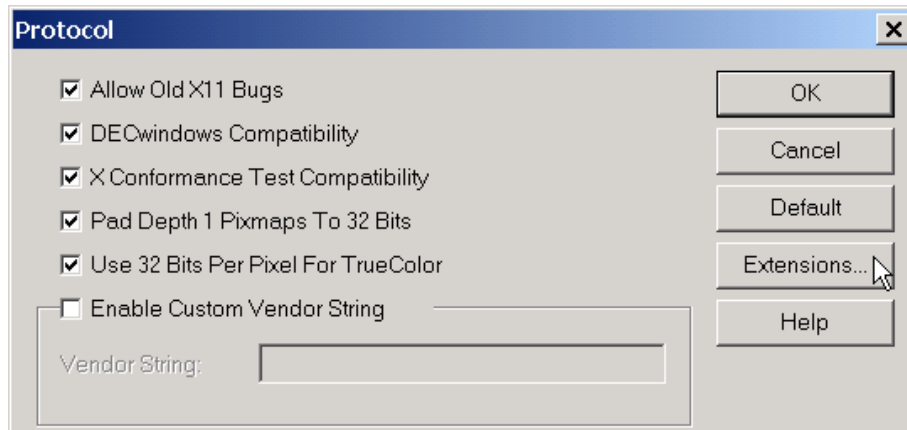 Protocol
Allow Old X11 Bugs
DECwindows Compatibility
X Conformance Test Compatibility
Pad Depth 1 Pixmaps To 32 Bits
Use 32 Bits Per Pixel For TrueColor
Enable Custom Vendor String
Vendor String:
OK
Cancel
Default
Extensions...
Help